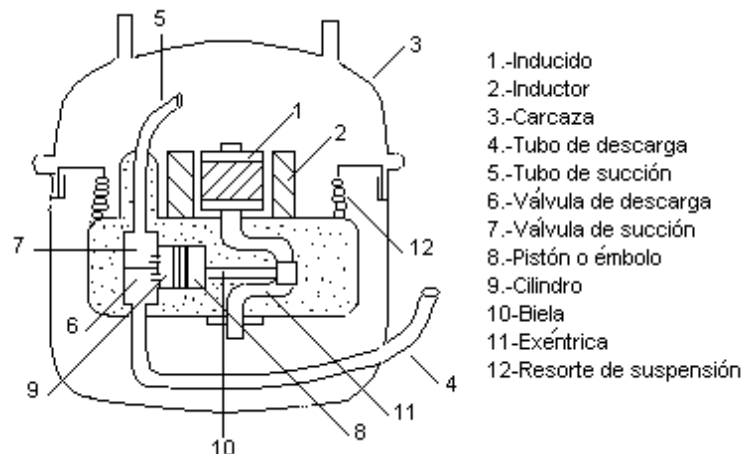 5
3
1
2
7
12
6
4
9
11
8
10
1.-Inducido
2.-Inductor
3.-Carcaza
4.-Tubo de descarga
5.-Tubo de succión
6.-Válvula de descarga
7.-Válvula de succión
8.-Pistón o émbolo
9.-Cilindro
10-Biela
11-Exéntrica
12-Resorte de suspensión